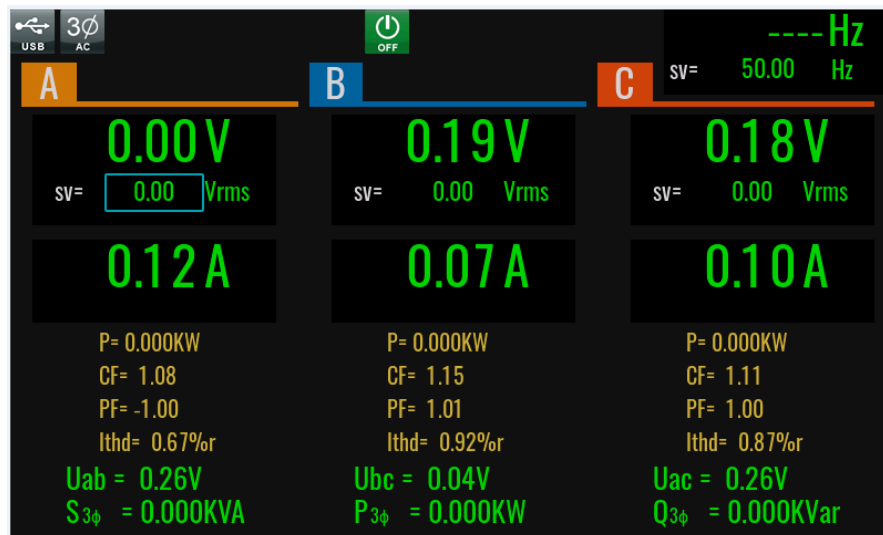 USB
3Ø
AC
OFF
----Hz
sv= 50.00 Hz
A
B
C
0.00V
0.19V
0.18V
sv= 0.00 Vrms
sv= 0.00 Vrms
sv= 0.00 Vrms
0.12A
0.07A
0.10A
P= 0.000KW
P= 0.000KW
P= 0.000KW
CF= 1.08
CF= 1.15
CF= 1.11
PF= -1.00
PF= 1.01
PF= 1.00
Ithd= 0.67%r
Ithd= 0.92%r
Ithd= 0.87%r
Uab = 0.26V
Ubc = 0.04V
Uac = 0.26V
S3ϕ = 0.000KVA
P3ϕ = 0.000KW
Q3ϕ = 0.000KVar